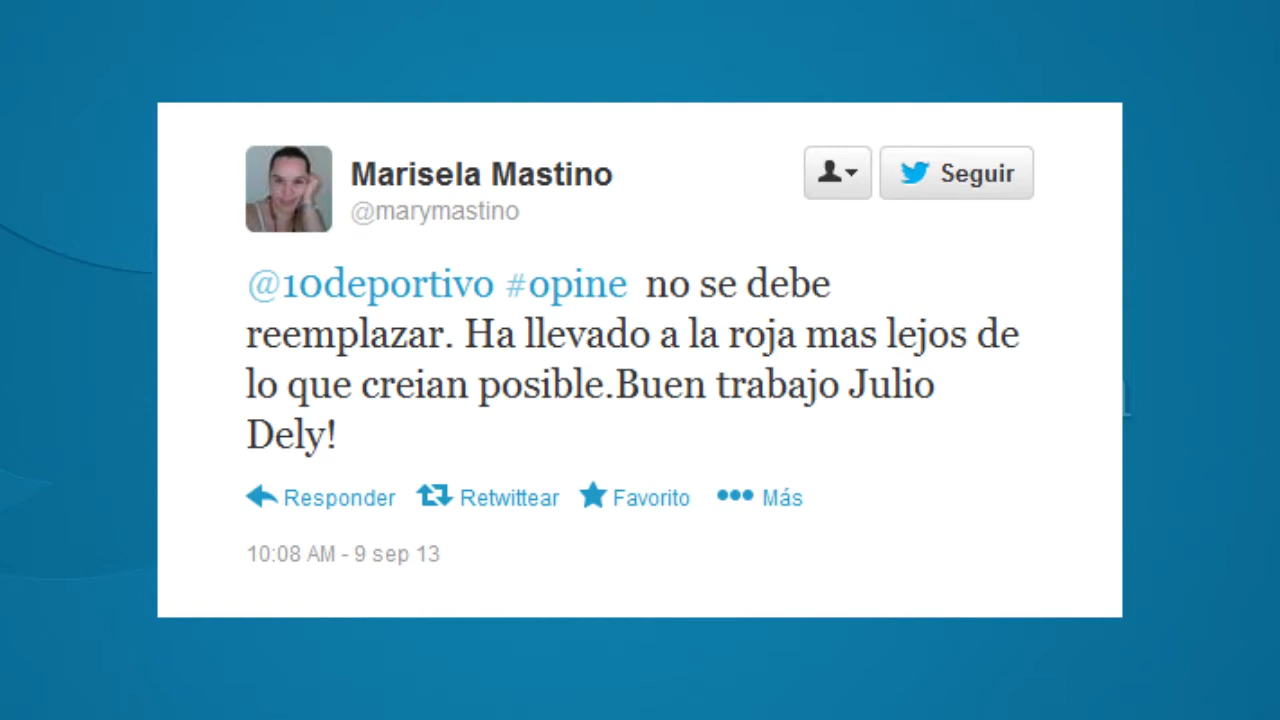 Marisela Mastino
@marymastino
Seguir
@10deportivo #opine no se debe
reemplazar. Ha llevado a la roja mas lejos de
lo que creian posible.Buen trabajo Julio
Dely!
Responder Retwittear Favorito Más
10:08 AM - 9 sep 13